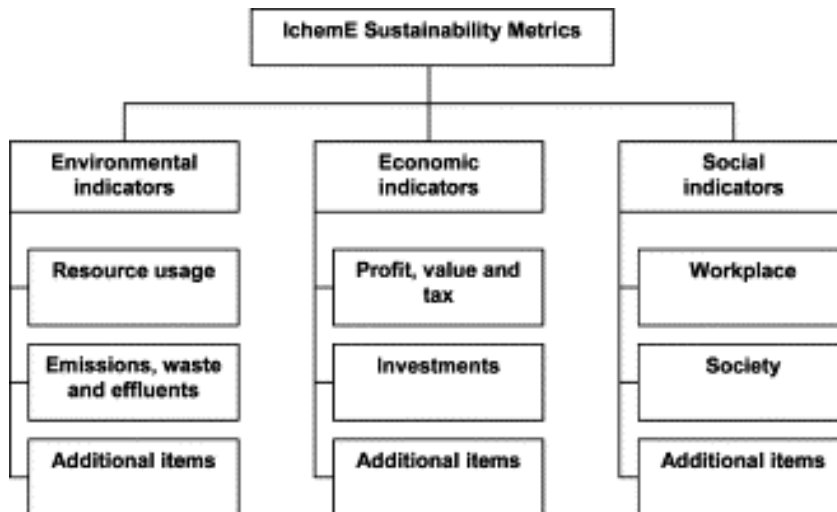 IchemE Sustainability Metrics
Environmental
indicators
Economic
indicators
Social
indicators
Resource usage
Profit, value and
tax
Workplace
Emissions, waste
and effluents
Investments
Society
Additional items
Additional items
Additional items